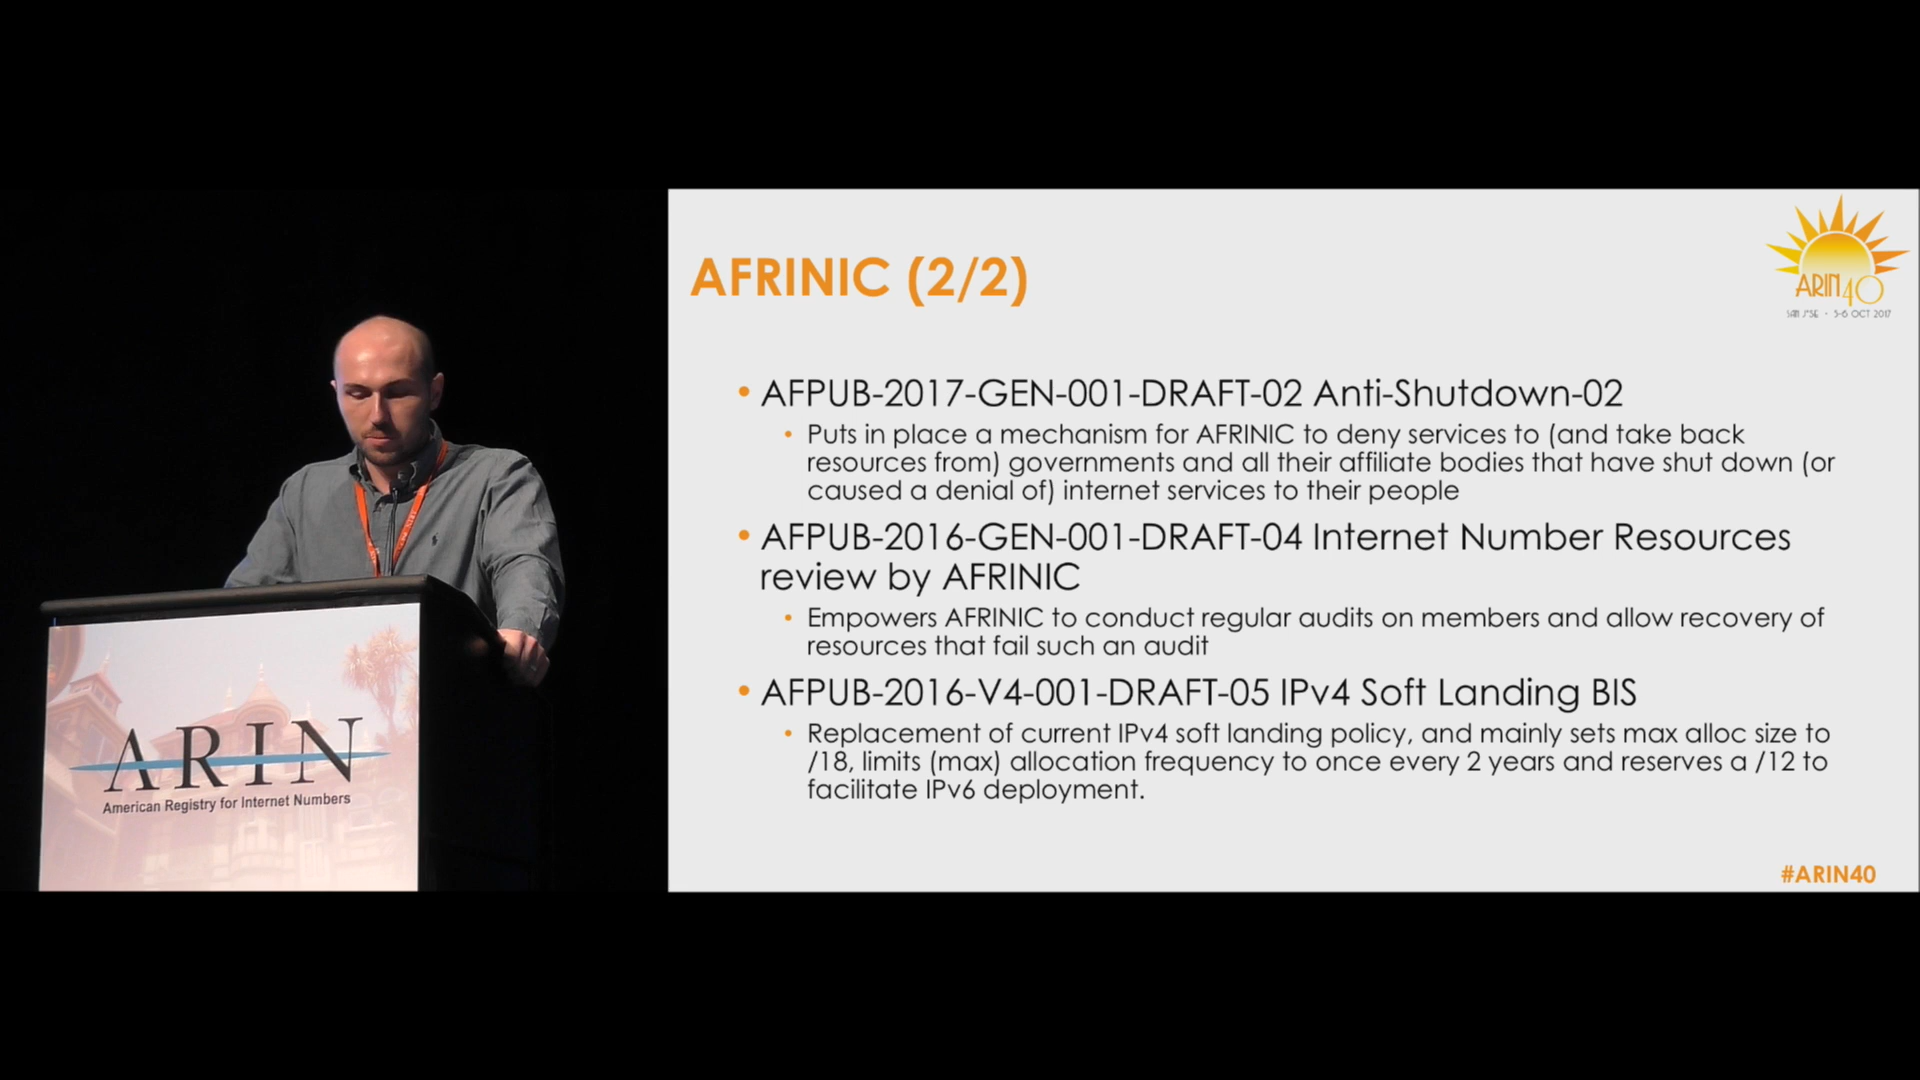 AFRINIC (2/2)
ARIN 40
SAN JOSE • 5-6 OCT 2017
• AFPUB-2017-GEN-001-DRAFT-02 Anti-Shutdown-02
• Puts in place a mechanism for AFRINIC to deny services to (and take back
resources from) governments and all their affiliate bodies that have shut down (or
caused a denial of) internet services to their people
• AFPUB-2016-GEN-001-DRAFT-04 Internet Number Resources
review by AFRINIC
• Empowers AFRINIC to conduct regular audits on members and allow recovery of
resources that fail such an audit
• AFPUB-2016-V4-001-DRAFT-05 IPv4 Soft Landing BIS
• Replacement of current IPv4 soft landing policy, and mainly sets max alloc size to
/18, limits (max) allocation frequency to once every 2 years and reserves a /12 to
facilitate IPv6 deployment.
#ARIN40
ARIN
American Registry for Internet Numbers